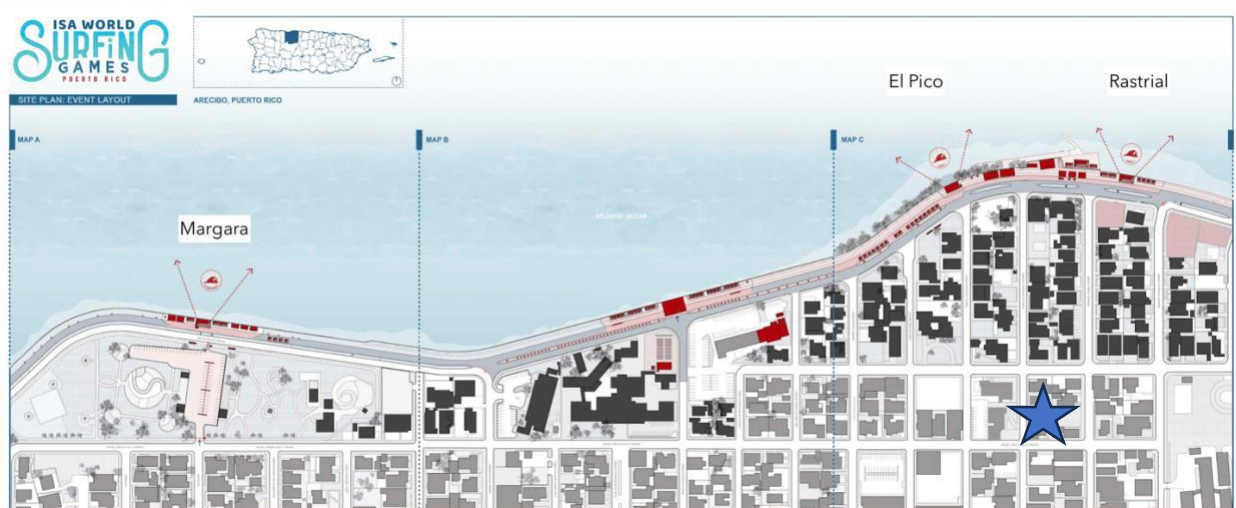 ISA WORLD
SURFING
GAMES
PUERTO RICO
SITE PLAN: EVENT LAYOUT
ARECIBO, PUERTO RICO
El Pico
Rastrial
MAP A
MAP B
MAP C
ATLANTIC OCEAN
Margara